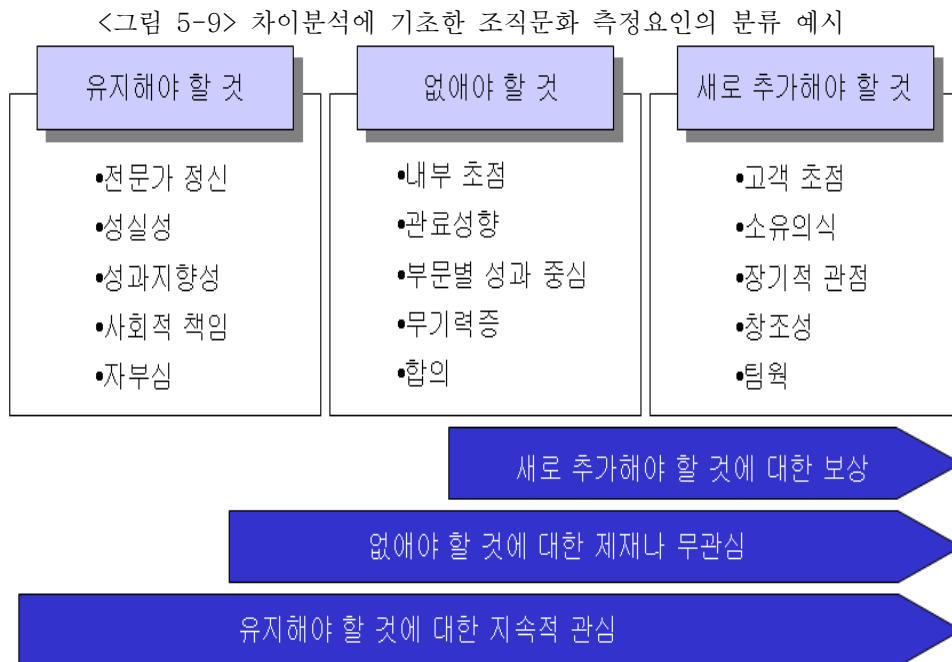 <그림 5-9> 차이분석에 기초한 조직문화 측정요인의 분류 예시
유지해야 할 것
•전문가 정신
•성실성
•성과지향성
•사회적 책임
•자부심
없애야 할 것
•내부 초점
•관료성향
•부문별 성과 중심
•무기력증
•합의
새로 추가해야 할 것
•고객 초점
•소유의식
•장기적 관점
•창조성
•팀웍
새로 추가해야 할 것에 대한 보상
없애야 할 것에 대한 제재나 무관심
유지해야 할 것에 대한 지속적 관심